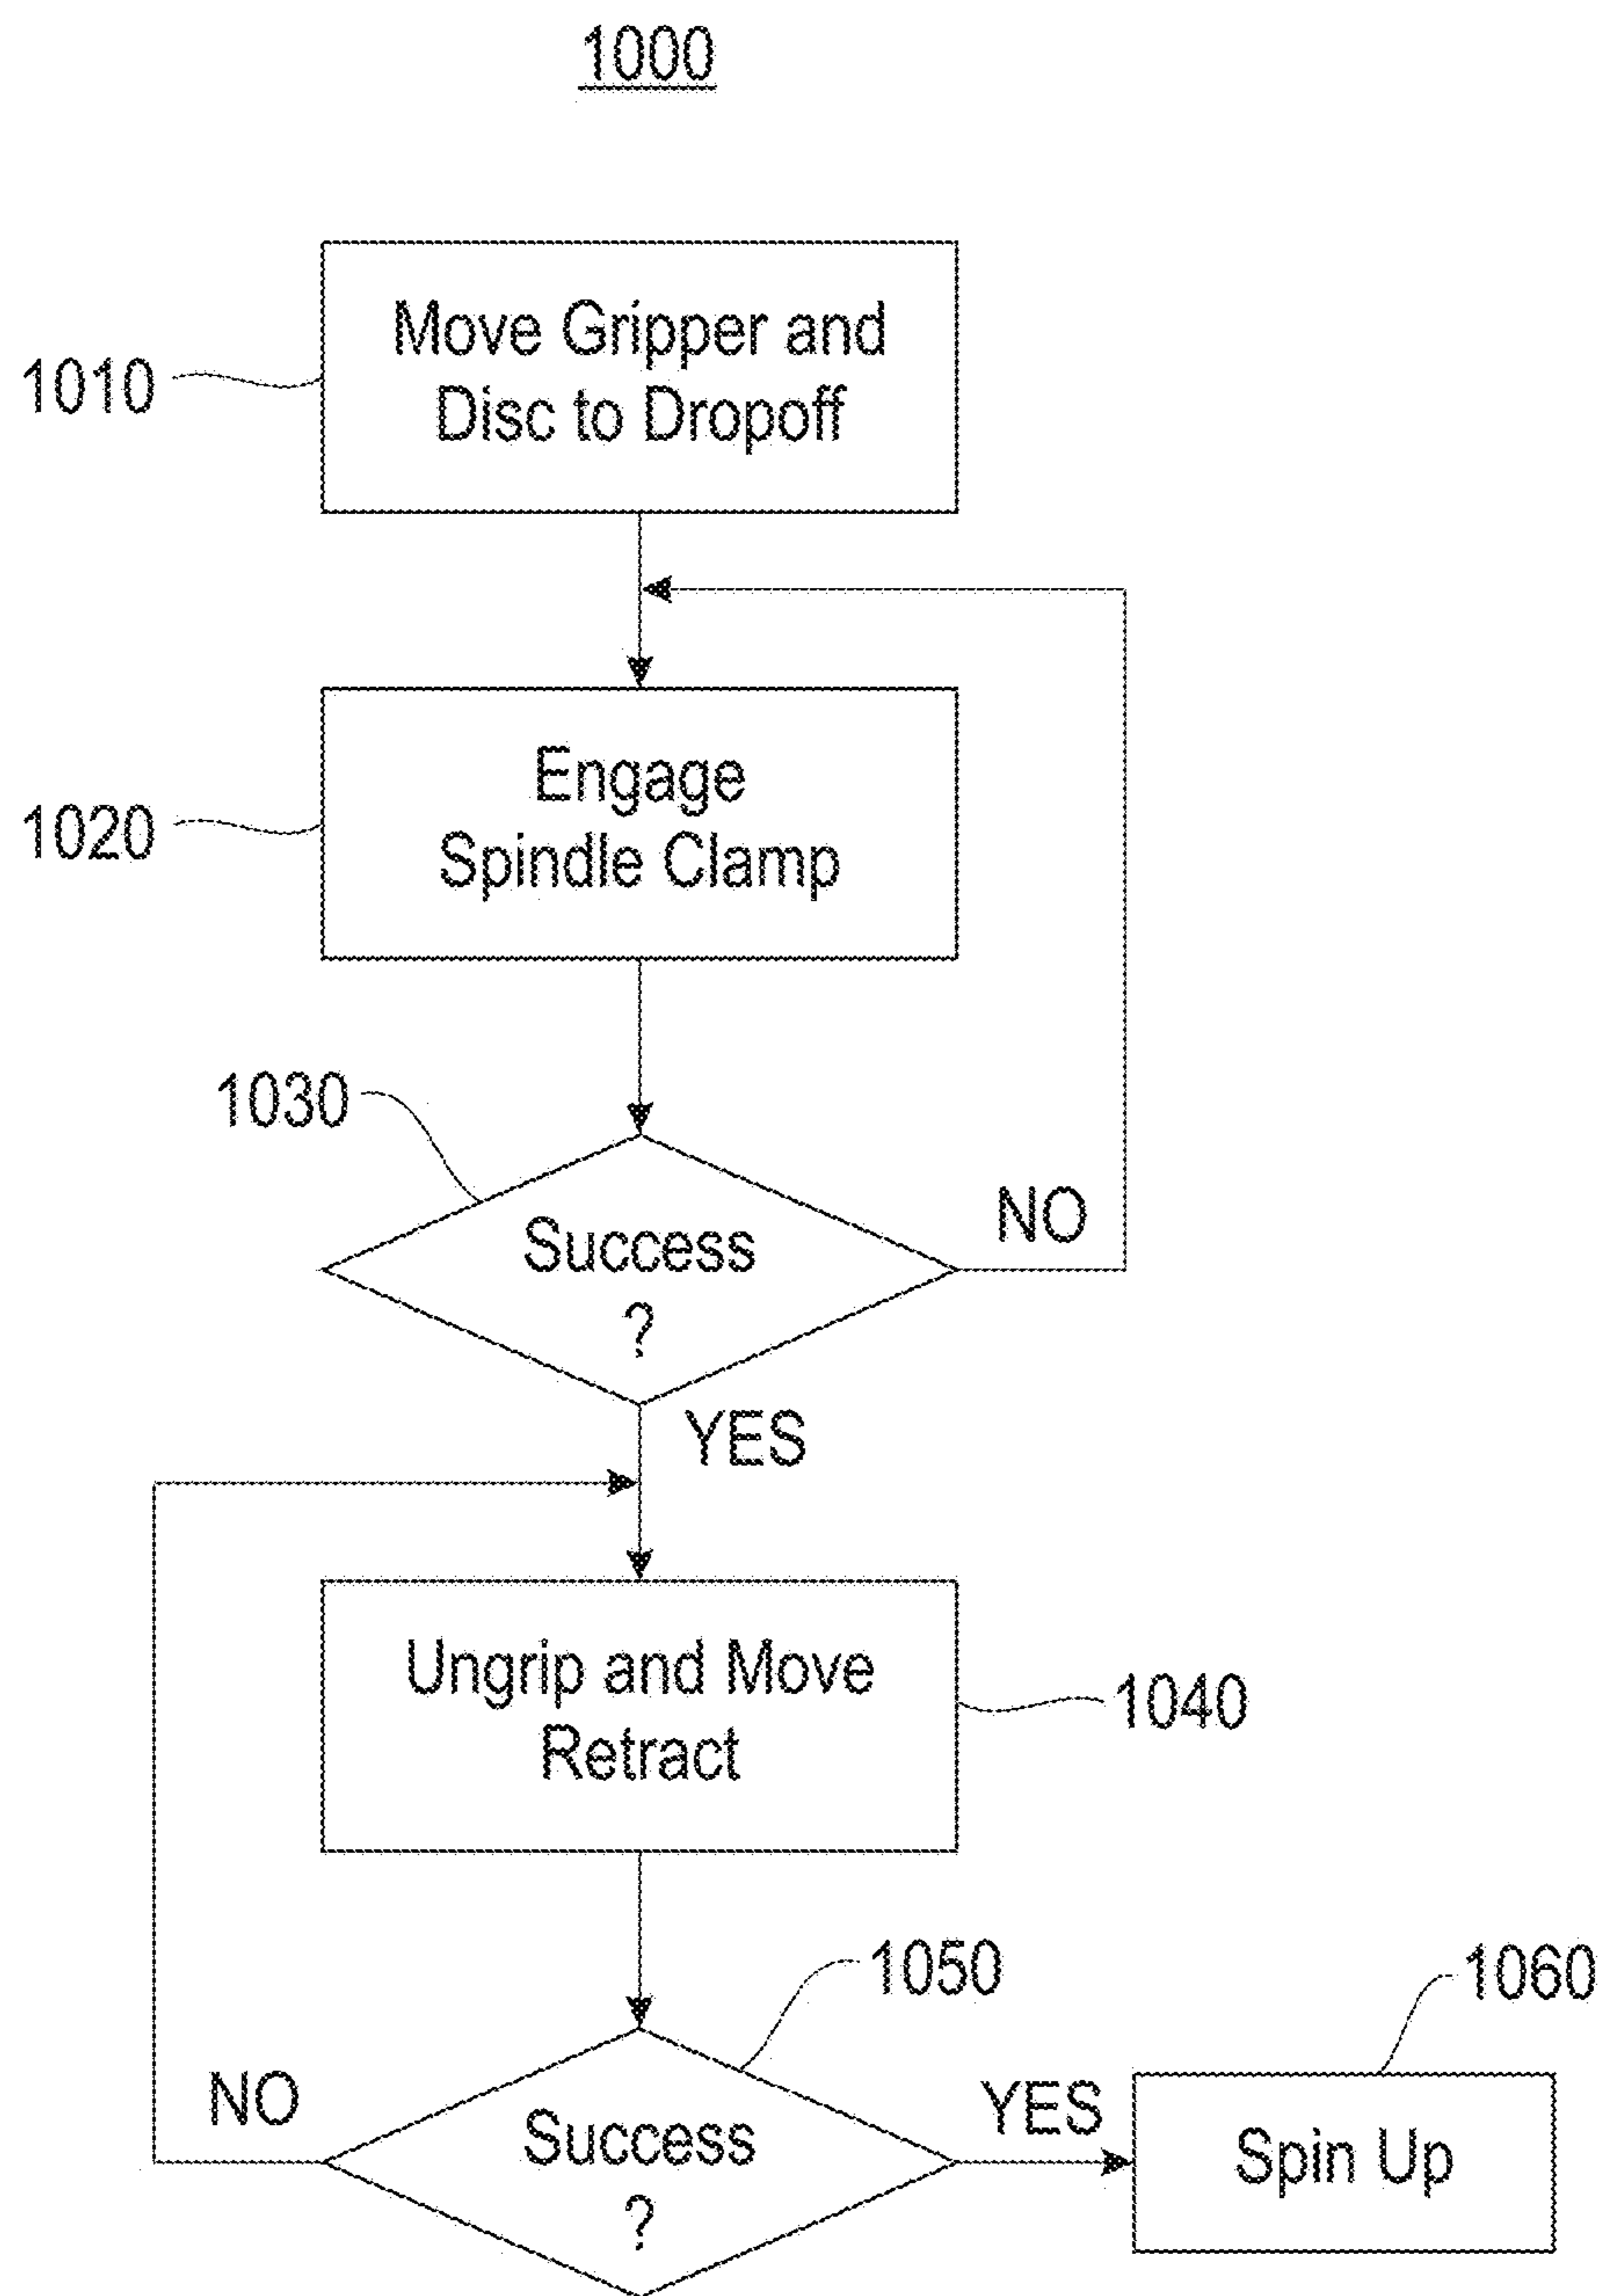 1000
Move Gripper and
Disc to Dropoff
1010
Engage
Spindle Clamp
1020
1030
Success
?
NO
YES
Ungrip and Move
Retract
1040
1050
1060
NO
Success
?
YES
Spin Up